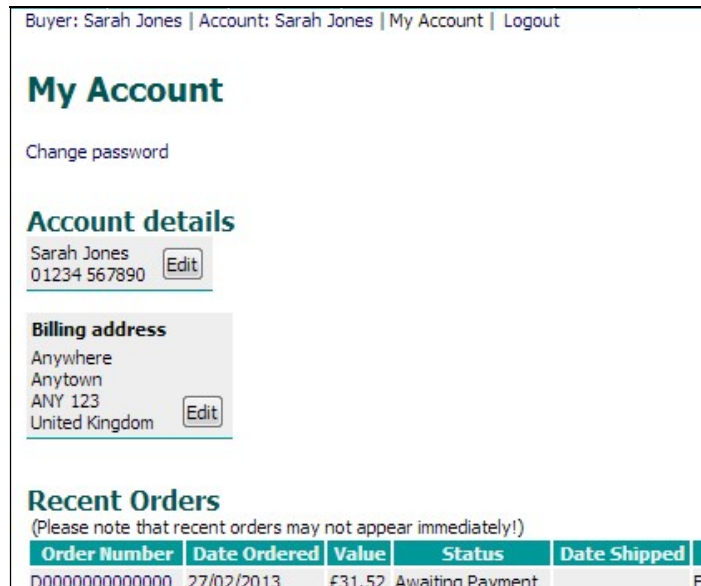 Buyer: Sarah Jones | Account: Sarah Jones | My Account | Logout
My Account
Change password
Account details
Sarah Jones
01234 567890 Edit
Billing address
Anywhere
Anytown
ANY 123
United Kingdom Edit
Recent Orders
(Please note that recent orders may not appear immediately!)
Order Number Date Ordered Value Status Date Shipped
D0000000000000 27/02/2013 £31.52 Awaiting Payment